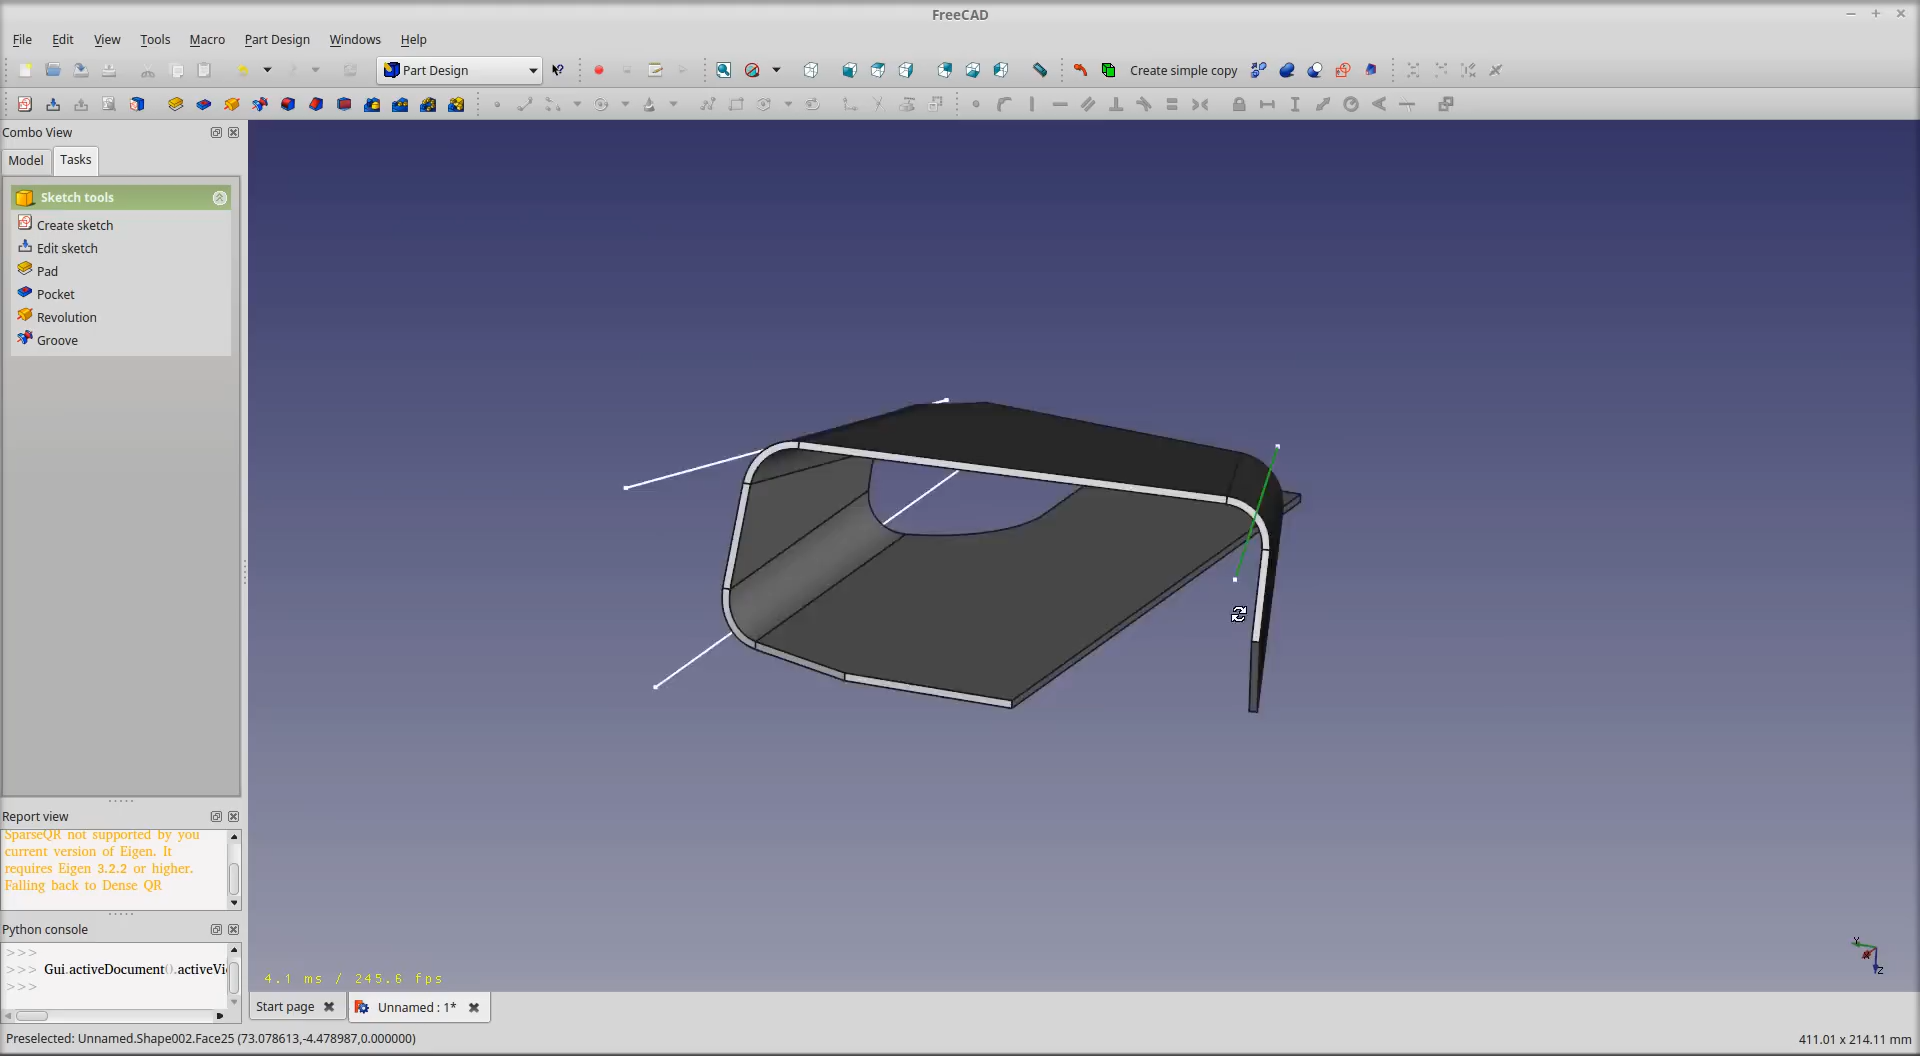 FreeCAD
File Edit View Tools Macro Part Design Windows Help
Part Design Create simple copy
Combo View
Model Tasks
Sketch tools
Create sketch
Edit sketch
Pad
Pocket
Revolution
Groove
Report view
SparseQR not supported by you
current version of Eigen. It
requires Eigen 3.2.2 or higher.
Falling back to Dense QR
Python console
>>>
>>> Gui.activeDocument().activeVi
>>>
4.1 ms / 245.6 fps
Y
Z
Start page Unnamed : 1*
Preselected: Unnamed.Shape002.Face25 (73.078613,-4.478987,0.000000) 411.01 x 214.11 mm